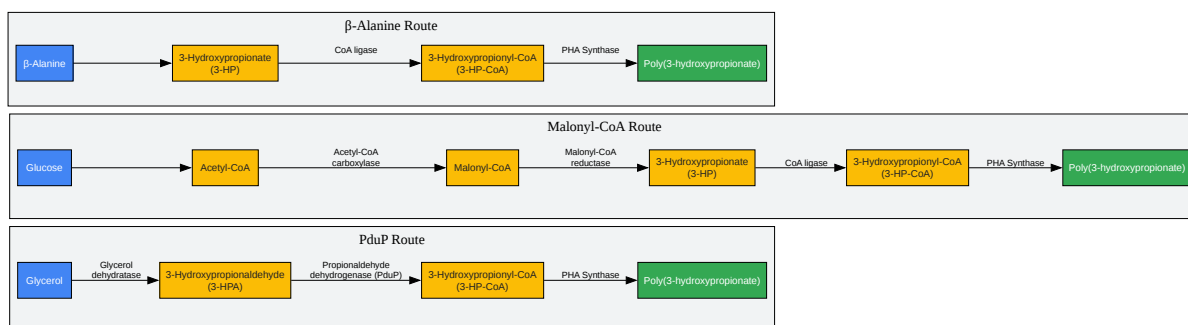 β-Alanine Route
β-Alanine
3-Hydroxypropionate
(3-HP)
CoA ligase
3-Hydroxypropionyl-CoA
(3-HP-CoA)
PHA Synthase
Poly(3-hydroxypropionate)
Malonyl-CoA Route
Glucose
Acetyl-CoA
Acetyl-CoA
carboxylase
Malonyl-CoA
Malonyl-CoA
reductase
3-Hydroxypropionate
(3-HP)
CoA ligase
3-Hydroxypropionyl-CoA
(3-HP-CoA)
PHA Synthase
Poly(3-hydroxypropionate)
PduP Route
Glycerol
Glycerol
dehydratase
3-Hydroxypropionaldehyde
(3-HPA)
Propionaldehyde
dehydrogenase (PduP)
3-Hydroxypropionyl-CoA
(3-HP-CoA)
PHA Synthase
Poly(3-hydroxypropionate)